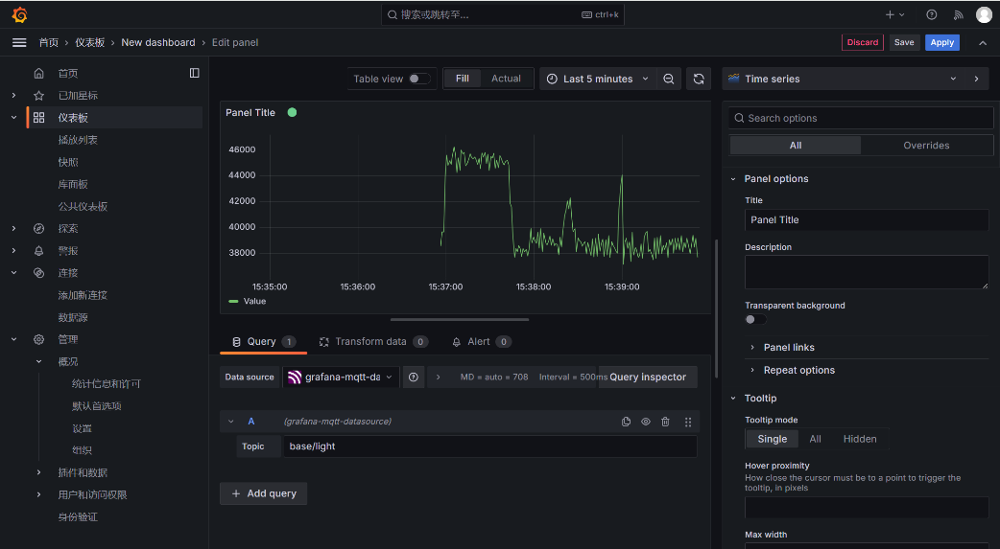 搜索或跳转至...
ctrl+k
首页 › 仪表板 › New dashboard › Edit panel
Discard
Save
Apply
首页
已加星标
仪表板
播放列表
快照
库面板
公共仪表板
探索
警报
连接
添加新连接
数据源
管理
概况
统计信息和许可
默认首选项
设置
组织
插件和数据
用户和访问权限
身份验证
Table view
Fill
Actual
Last 5 minutes
Panel Title
46000
44000
42000
40000
38000
15:35:00
15:36:00
15:37:00
15:38:00
15:39:00
Value
Query 1
Transform data 0
Alert 0
Data source
grafana-mqtt-da
MD = auto = 708
Interval = 500ms
Query inspector
A
(grafana-mqtt-datasource)
Topic
base/light
+ Add query
Time series
Search options
All
Overrides
Panel options
Title
Panel Title
Description
Transparent background
Panel links
Repeat options
Tooltip
Tooltip mode
Single
All
Hidden
Hover proximity
How close the cursor must be to a point to trigger the
tooltip, in pixels
Max width